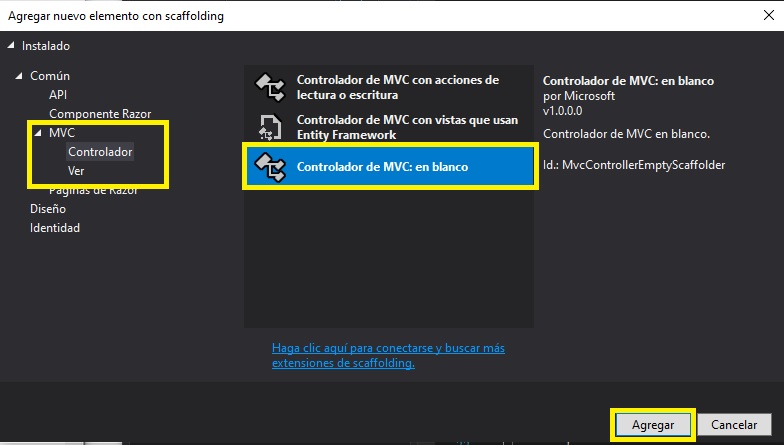 Agregar nuevo elemento con scaffolding
Instalado
Común
API
Componente Razor
MVC
Controlador
Ver
Páginas de Razor
Diseño
Identidad
Controlador de MVC con acciones de
lectura o escritura
Controlador de MVC con vistas que usan
Entity Framework
Controlador de MVC: en blanco
Haga clic aquí para conectarse y buscar más
extensiones de scaffolding.
Controlador de MVC: en blanco
por Microsoft
v1.0.0.0
Controlador de MVC en blanco.
Id.: MvcControllerEmptyScaffolder
Agregar
Cancelar